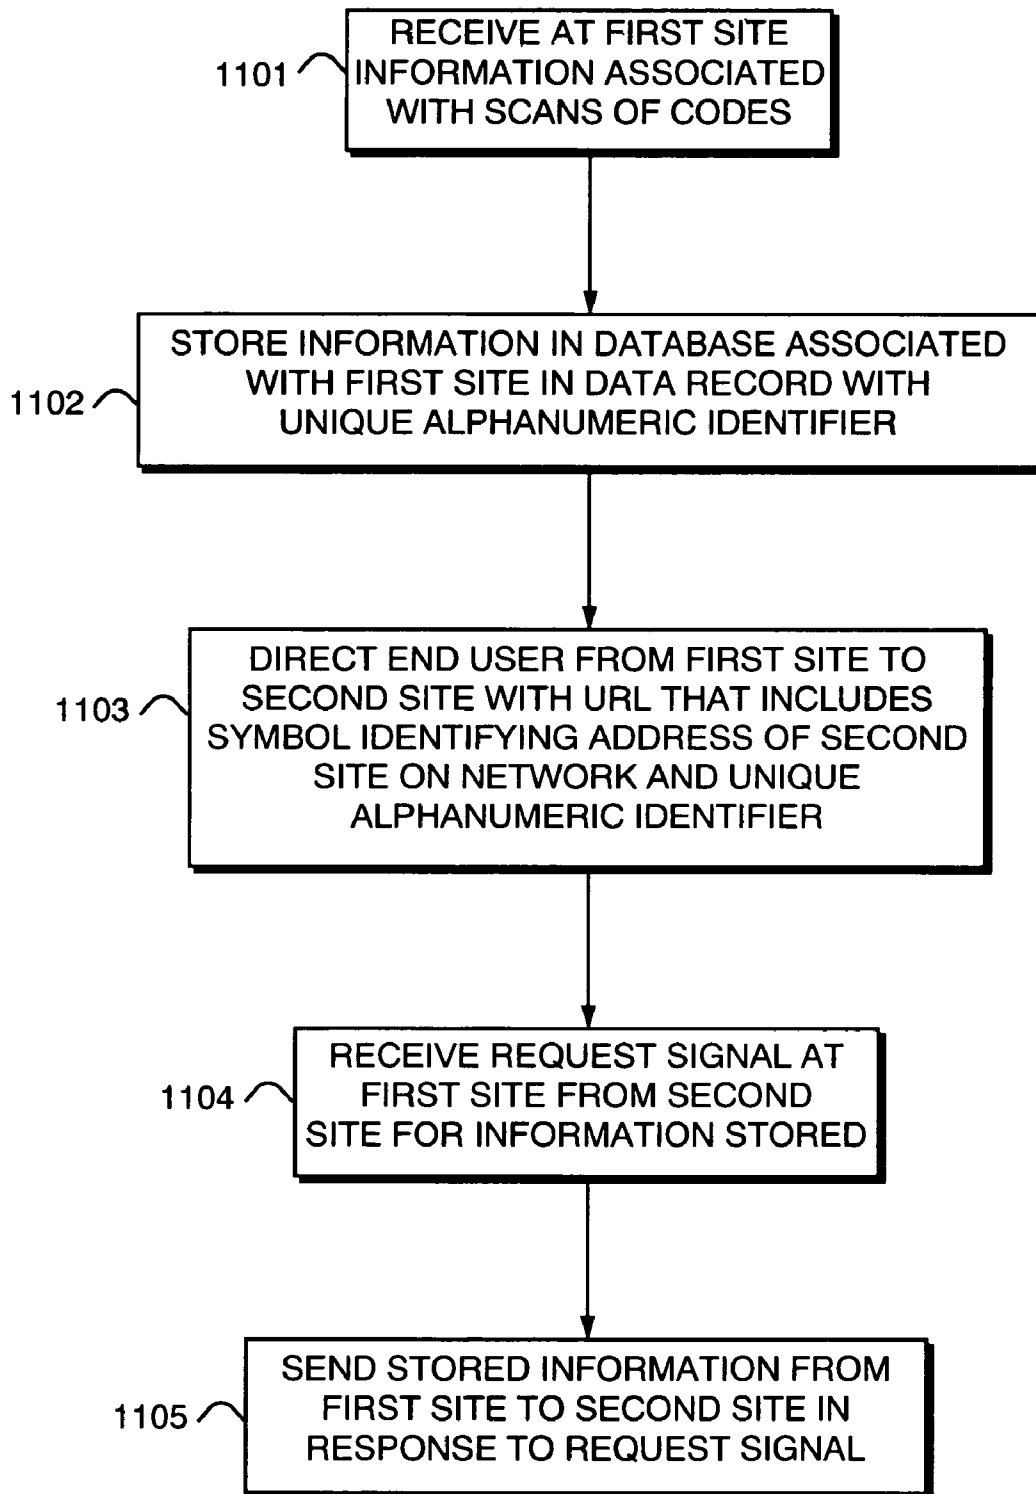 RECEIVE AT FIRST SITE
INFORMATION ASSOCIATED
WITH SCANS OF CODES
1101
STORE INFORMATION IN DATABASE ASSOCIATED
WITH FIRST SITE IN DATA RECORD WITH
UNIQUE ALPHANUMERIC IDENTIFIER
1102
DIRECT END USER FROM FIRST SITE TO
SECOND SITE WITH URL THAT INCLUDES
SYMBOL IDENTIFYING ADDRESS OF SECOND
SITE ON NETWORK AND UNIQUE
ALPHANUMERIC IDENTIFIER
1103
RECEIVE REQUEST SIGNAL AT
FIRST SITE FROM SECOND
SITE FOR INFORMATION STORED
1104
SEND STORED INFORMATION FROM
FIRST SITE TO SECOND SITE IN
RESPONSE TO REQUEST SIGNAL
1105